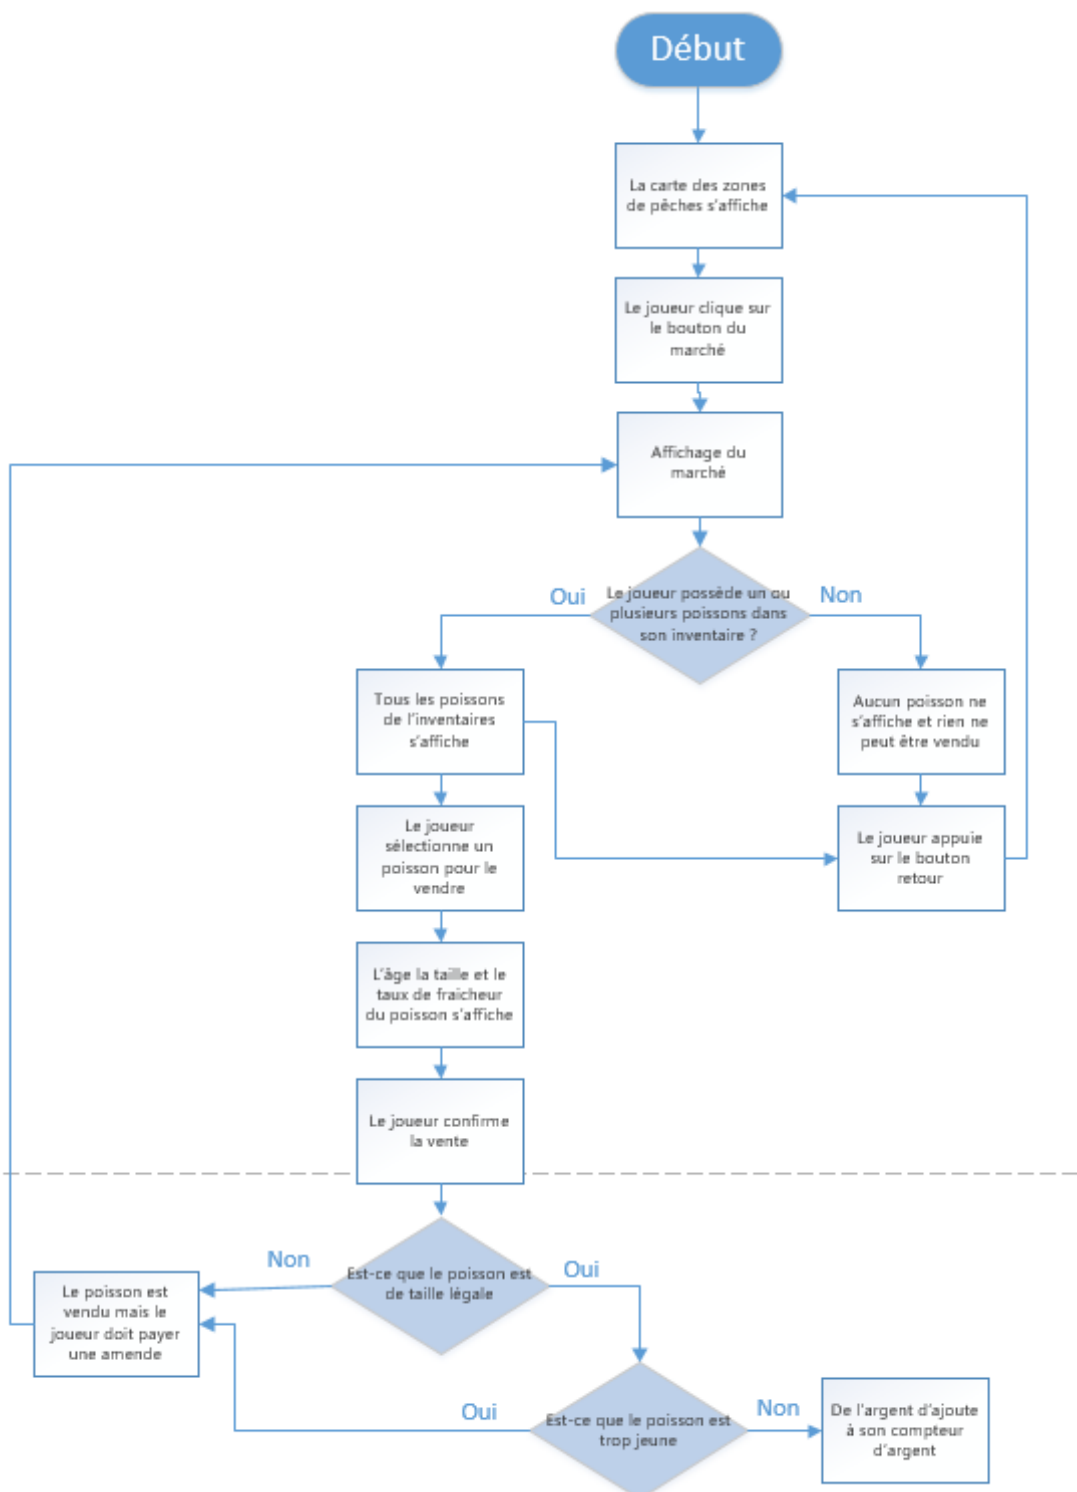 Début
La carte des zones
de pêches s'affiche
Le joueur clique sur
le bouton du
marché
Affichage du
marché
Le joueur possède un ou
plusieurs poissons dans
son inventaire ?
Oui
Non
Tous les poissons
de l'inventaires
s'affiche
Aucun poisson ne
s'affiche et rien ne
peut être vendu
Le joueur
sélectionne un
poisson pour le
vendre
Le joueur appuie
sur le bouton
retour
L'âge la taille et le
taux de fraicheur
du poisson s'affiche
Le joueur confirme
la vente
Est-ce que le poisson est
de taille légale
Non
Oui
Le poisson est
vendu mais le
joueur doit payer
une amende
Est-ce que le poisson est
trop jeune
Oui
Non
De l'argent d'ajoute
à son compteur
d'argent